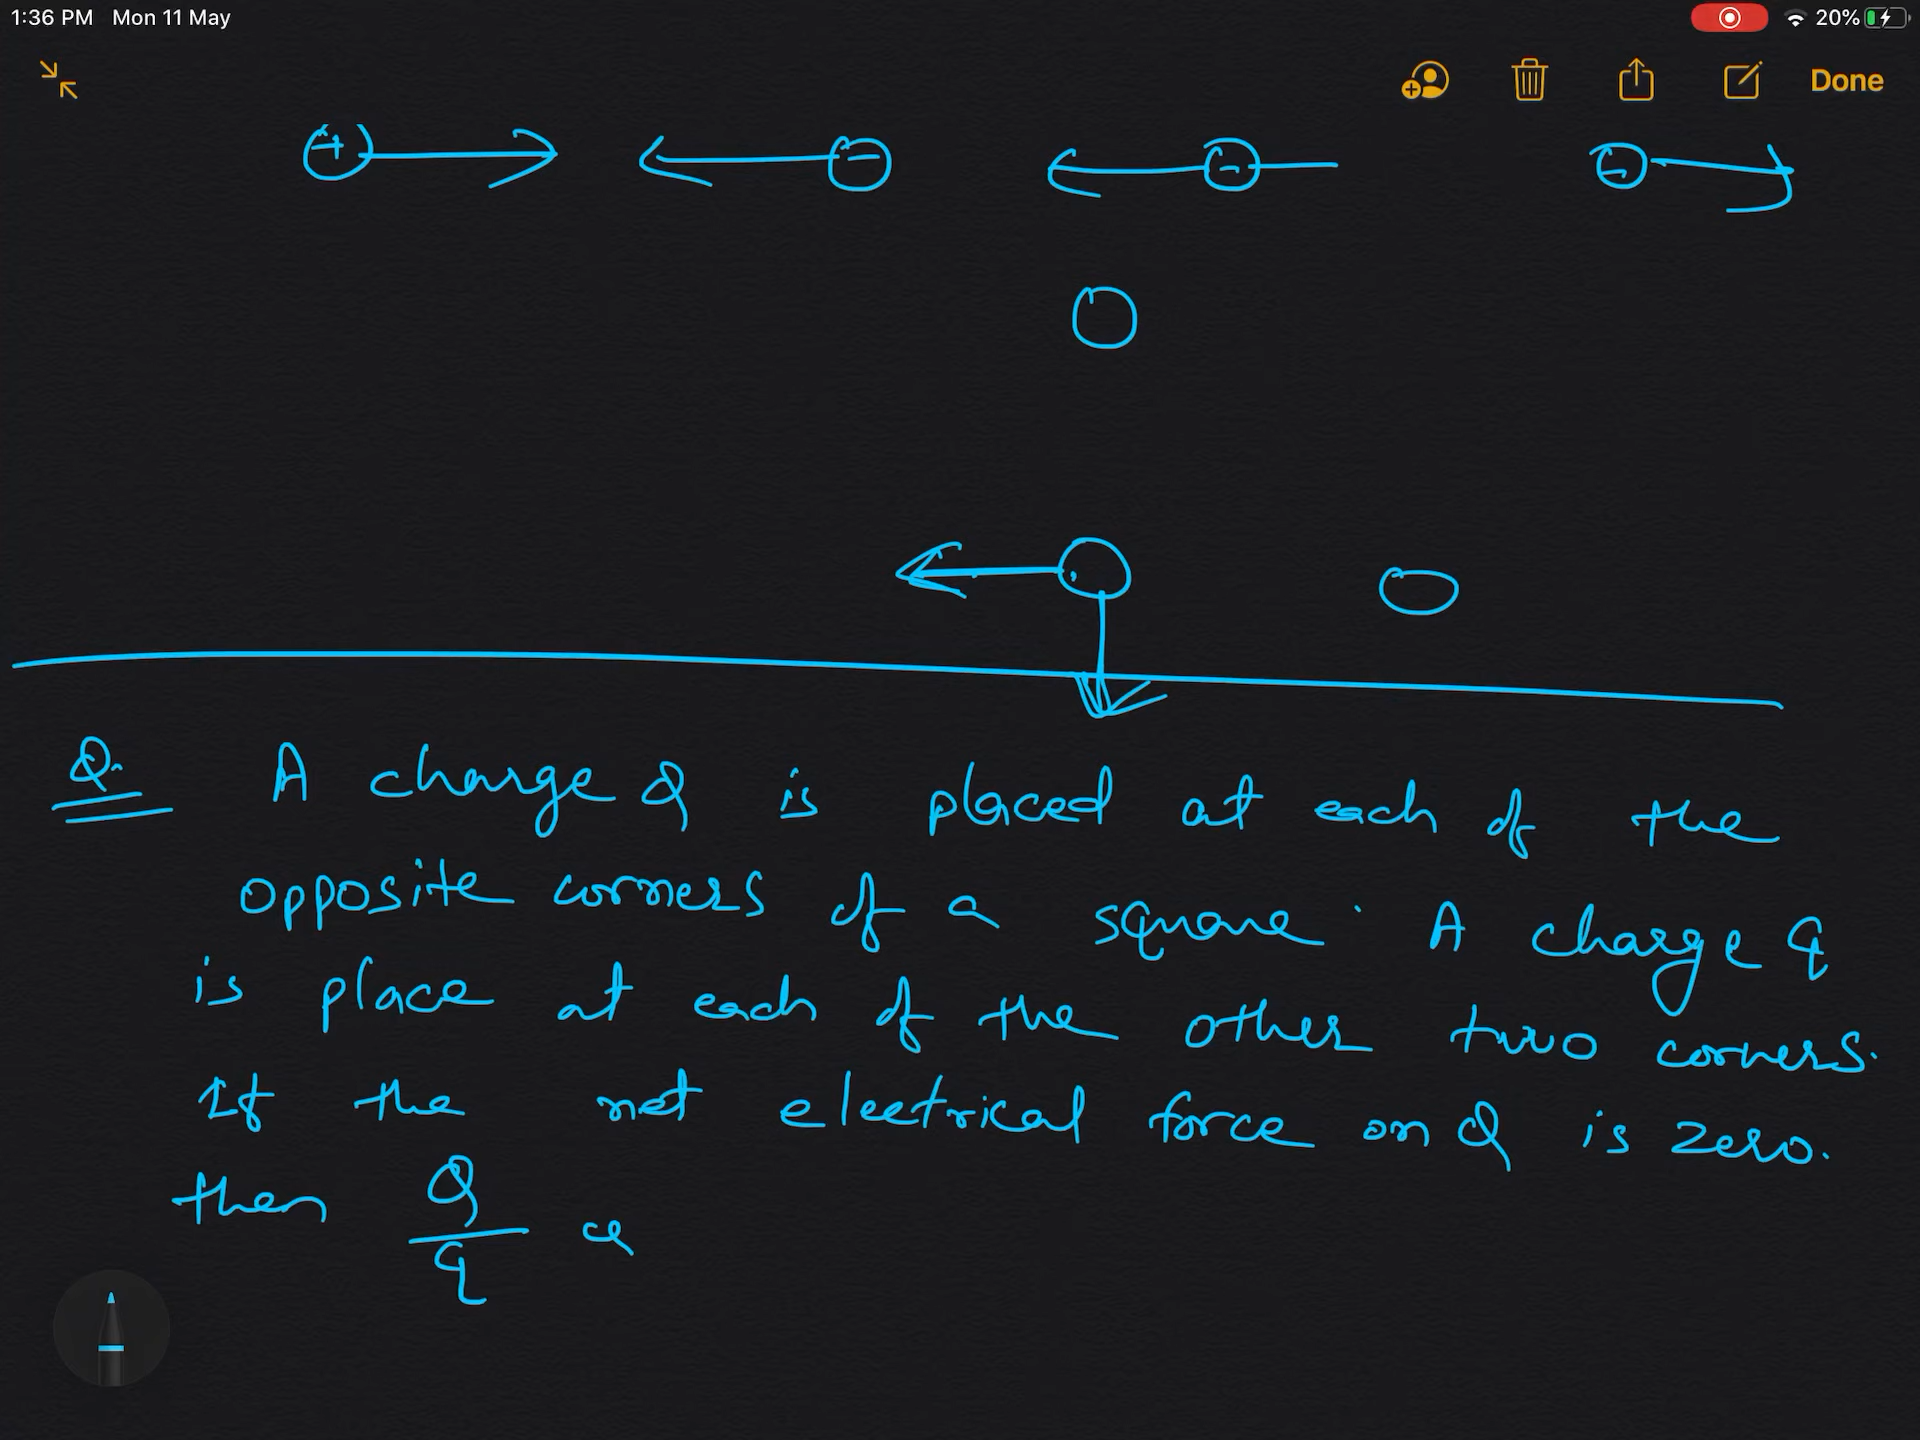 1:36 PM Mon 11 May 20%
Done
+ - - -
Q. A charge Q is placed at each of the
opposite corners of a square. A charge q
is place at each of the other two corners.
If the net electrical force on Q is zero.
then Q/q